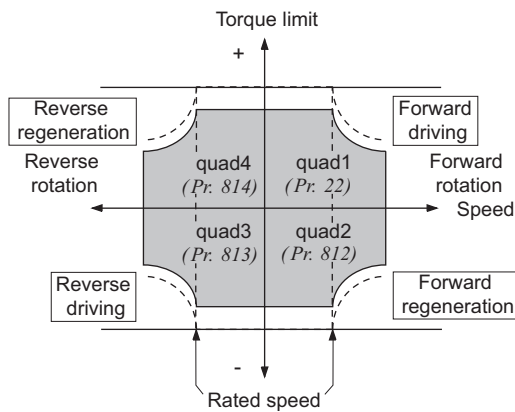 Torque limit
+
Reverse
regeneration
Forward
driving
Reverse
rotation
quad4
(Pr. 814)
quad1
(Pr. 22)
Forward
rotation
Speed
quad3
(Pr. 813)
quad2
(Pr. 812)
Reverse
driving
Forward
regeneration
-
Rated speed